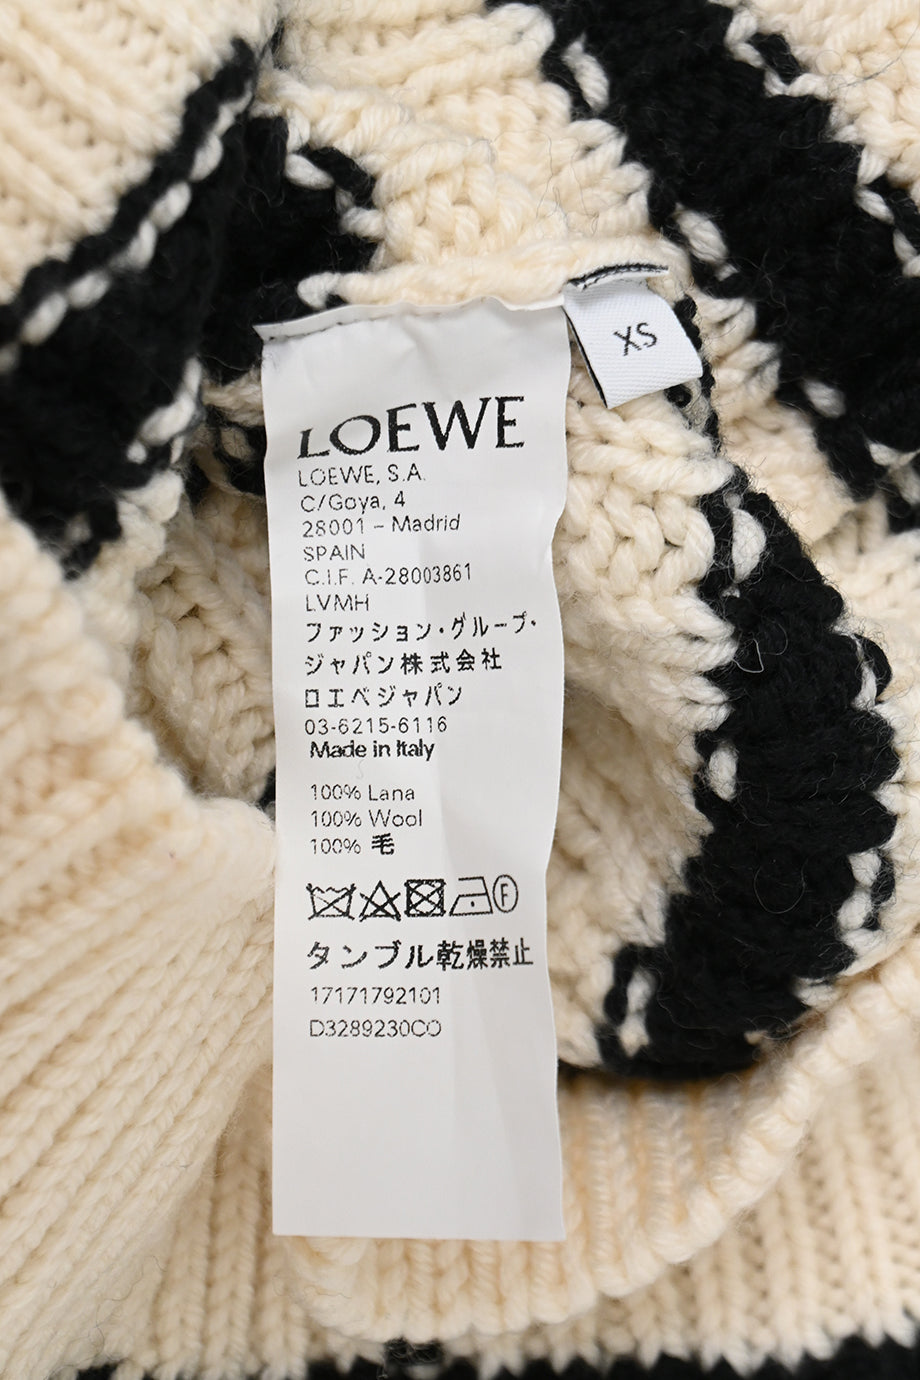 XS
LOEWE
LOEWE, S.A.
C/Goya, 4
28001 – Madrid
SPAIN
C.I.F. A-28003861
LVMH
ファッション・グループ・
ジャパン株式会社
ロエベジャパン
03-6215-6116
Made in Italy
100% Lana
100% Wool
100% 毛
F
タンブル乾燥禁止
17171792101
D3289230CO